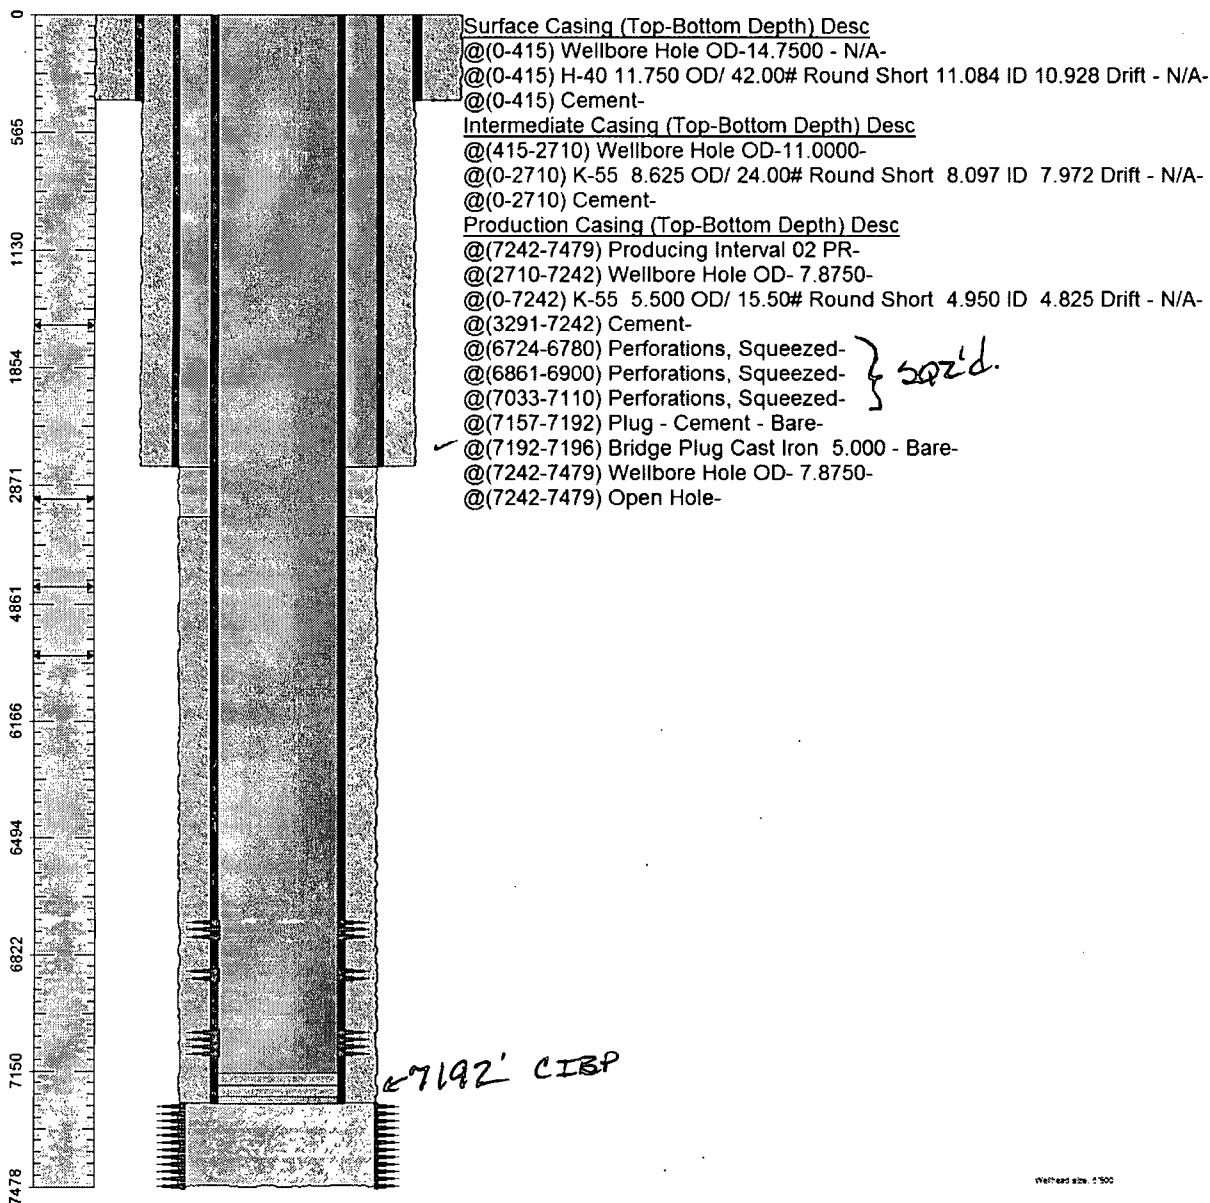 Surface Casing (Top-Bottom Depth) Desc
@(0-415) Wellbore Hole OD-14.7500 - N/A-
@(0-415) H-40 11.750 OD/ 42.00# Round Short 11.084 ID 10.928 Drift - N/A-
@(0-415) Cement-
Intermediate Casing (Top-Bottom Depth) Desc
@(415-2710) Wellbore Hole OD-11.0000-
@(0-2710) K-55 8.625 OD/ 24.00# Round Short 8.097 ID 7.972 Drift - N/A-
@(0-2710) Cement-
Production Casing (Top-Bottom Depth) Desc
@(7242-7479) Producing Interval 02 PR-
@(2710-7242) Wellbore Hole OD- 7.8750-
@(0-7242) K-55 5.500 OD/ 15.50# Round Short 4.950 ID 4.825 Drift - N/A-
@(3291-7242) Cement-
@(6724-6780) Perforations, Squeezed-
@(6861-6900) Perforations, Squeezed-
sqz'd.
@(7033-7110) Perforations, Squeezed-
@(7157-7192) Plug - Cement - Bare-
@(7192-7196) Bridge Plug Cast Iron 5.000 - Bare-
@(7242-7479) Wellbore Hole OD- 7.8750-
@(7242-7479) Open Hole-
0
565
1130
1854
2871
4861
6166
6494
6822
7150
7478
7192' CIBP
Wellhead size.